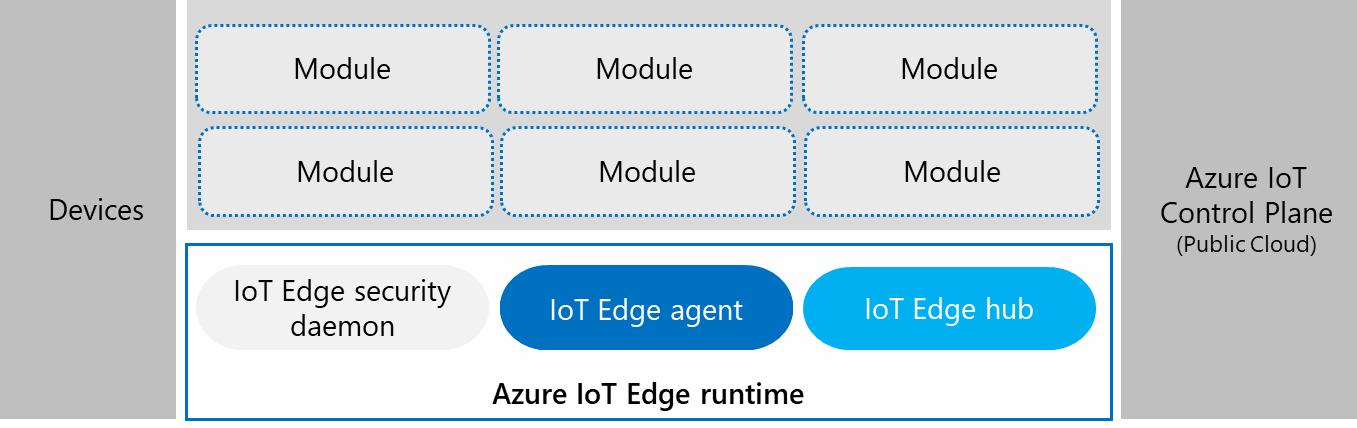 Module
Module
Module
Module
Module
Module
Devices
Azure IoT
Control Plane
(Public Cloud)
IoT Edge security
daemon
IoT Edge agent
IoT Edge hub
Azure IoT Edge runtime